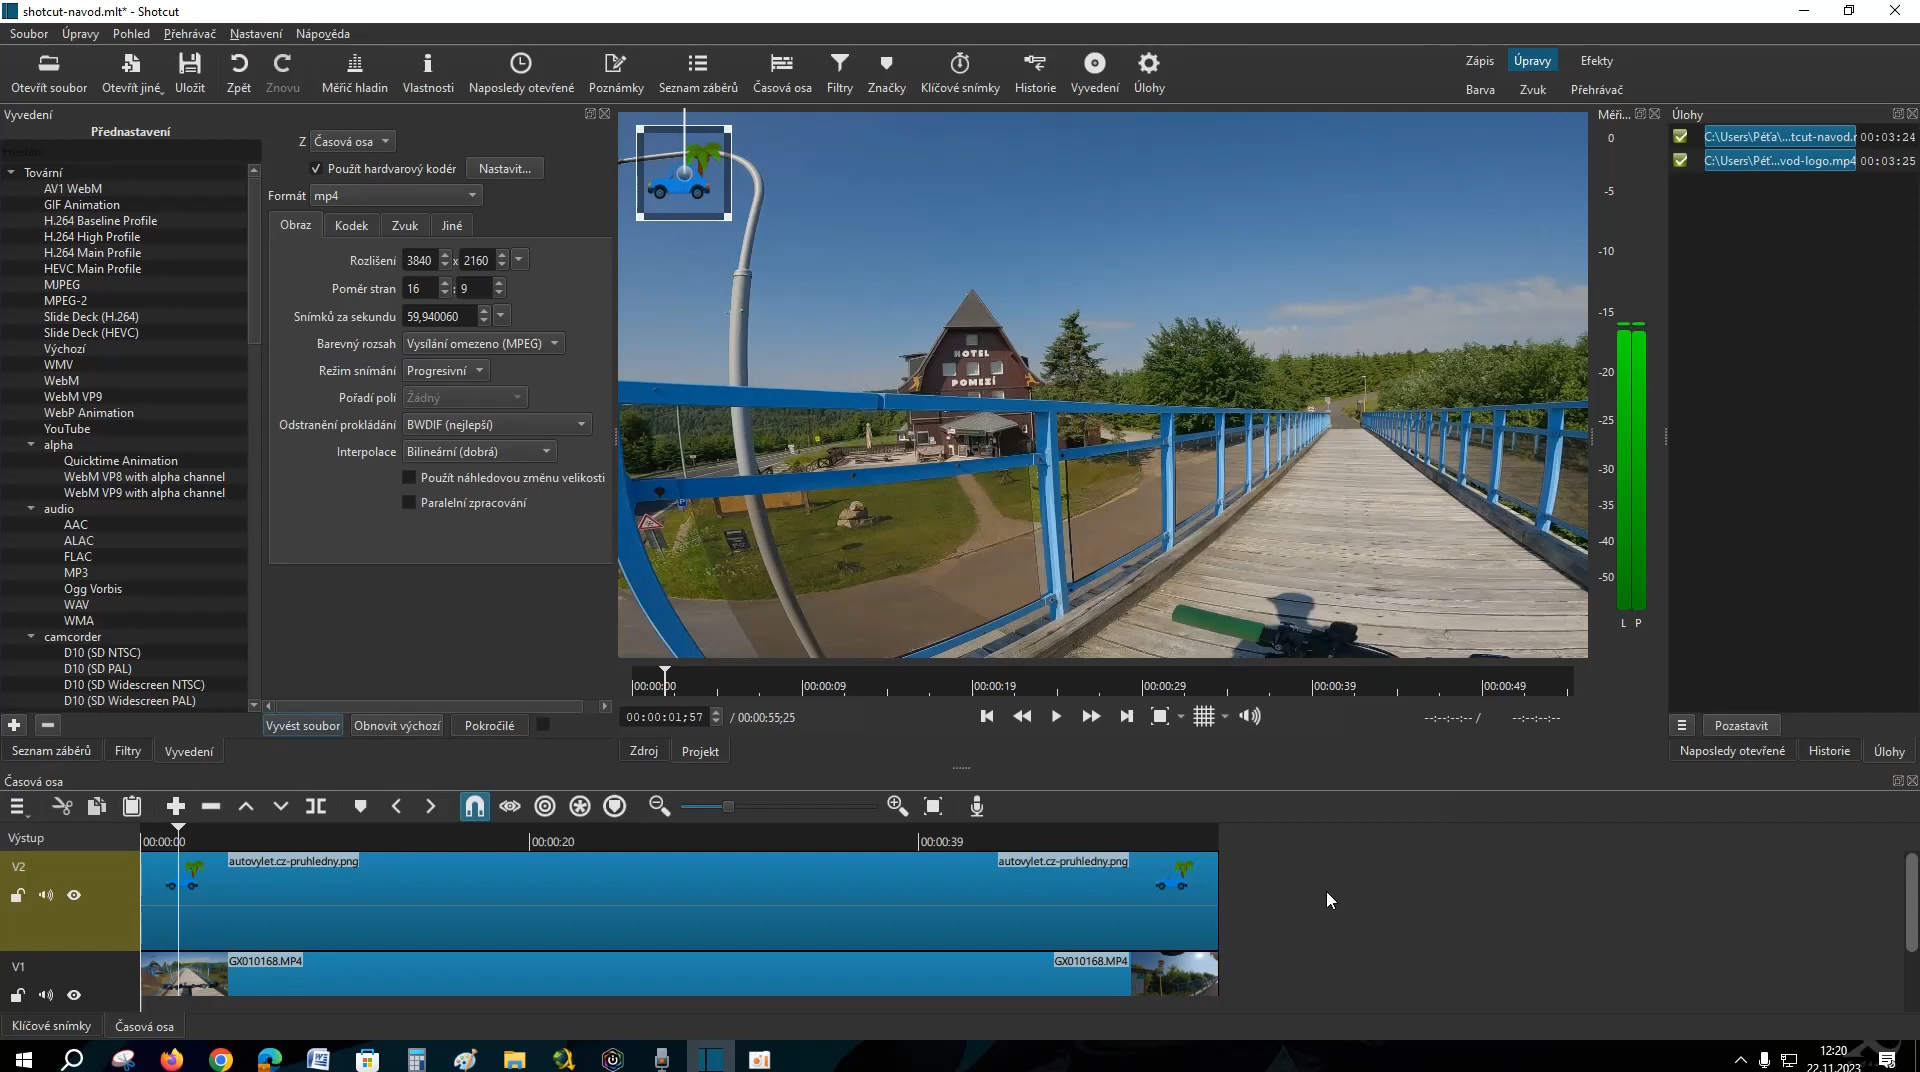 shotcut-navod.mlt* - Shotcut
Soubor Úpravy Pohled Přehrávač Nastavení Nápověda
Otevřít soubor Otevřít jiné Uložit Zpět Znovu Měřič hladin Vlastnosti Naposledy otevřené Poznámky Seznam záběrů Časová osa Filtry Značky Klíčové snímky Historie Vyvedení Úlohy
Zápis Úpravy Efekty
Barva Zvuk Přehrávač
Vyvedení
Přednastavení
Tovární
AV1 WebM
GIF Animation
H.264 Baseline Profile
H.264 High Profile
H.264 Main Profile
HEVC Main Profile
MJPEG
MPEG-2
Slide Deck (H.264)
Slide Deck (HEVC)
Výchozí
WMV
WebM
WebM VP9
WebP Animation
YouTube
alpha
Quicktime Animation
WebM VP8 with alpha channel
WebM VP9 with alpha channel
audio
AAC
ALAC
FLAC
MP3
Ogg Vorbis
WAV
WMA
camcorder
D10 (SD NTSC)
D10 (SD PAL)
D10 (SD Widescreen NTSC)
D10 (SD Widescreen PAL)
Z Časová osa
Použít hardvarový kodér Nastavit...
Formát mp4
Obraz Kodek Zvuk Jiné
Rozlišení 3840 x 2160
Poměr stran 16 : 9
Snímků za sekundu 59,940060
Barevný rozsah Vysílání omezeno (MPEG)
Režim snímání Progresivní
Pořadí polí Žádný
Odstranění prokládání BWDIF (nejlepší)
Interpolace Bilineární (dobrá)
Použít náhledovou změnu velikosti
Paralelní zpracování
Vyvést soubor Obnovit výchozí Pokročilé
Seznam záběrů Filtry Vyvedení
HOTEL
POMEZÍ
00:00:00 00:00:09 00:00:19 00:00:29 00:00:39 00:00:49
00:00:01;57 / 00:00:55;25
--:--:--:-- / --:--:--:--
Zdroj Projekt
Měři...
0
-5
-10
-15
-20
-25
-30
-35
-40
-50
L P
Úlohy
C:\Users\Péťa\...tcut-navod.r 00:03:24
C:\Users\Péť...vod-logo.mp4 00:03:25
Pozastavit
Naposledy otevřené Historie Úlohy
Časová osa
Výstup
00:00:00 00:00:20 00:00:39
V2
autovylet.cz-pruhledny.png autovylet.cz-pruhledny.png
V1
GX010168.MP4 GX010168.MP4
Klíčové snímky Časová osa
12:20
22.11.2023